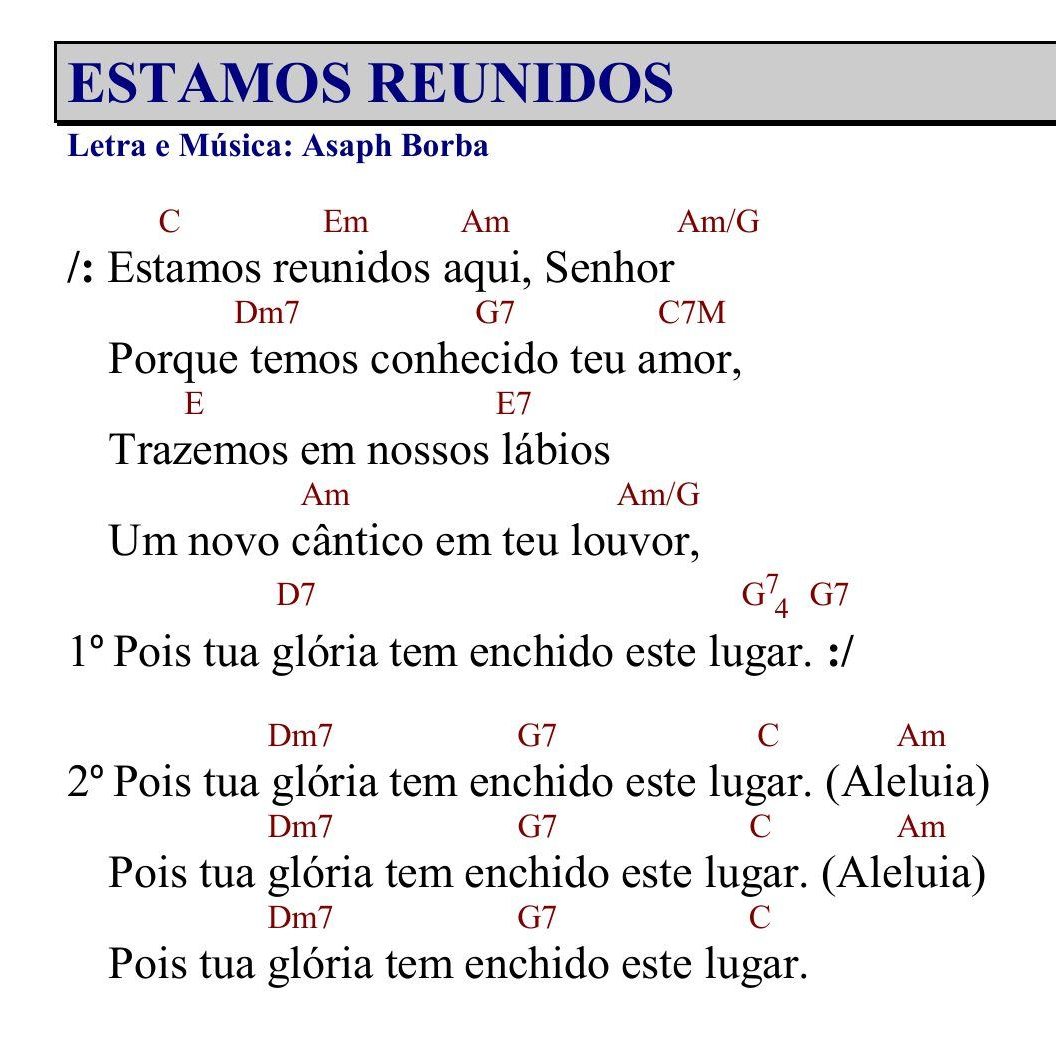 ESTAMOS REUNIDOS
Letra e Música: Asaph Borba
C Em Am Am/G
/: Estamos reunidos aqui, Senhor
Dm7 G7 C7M
Porque temos conhecido teu amor,
E E7
Trazemos em nossos lábios
Am Am/G
Um novo cântico em teu louvor,
D7 G⁷₄ G7
1º Pois tua glória tem enchido este lugar. :/
Dm7 G7 C Am
2º Pois tua glória tem enchido este lugar. (Aleluia)
Dm7 G7 C Am
Pois tua glória tem enchido este lugar. (Aleluia)
Dm7 G7 C
Pois tua glória tem enchido este lugar.